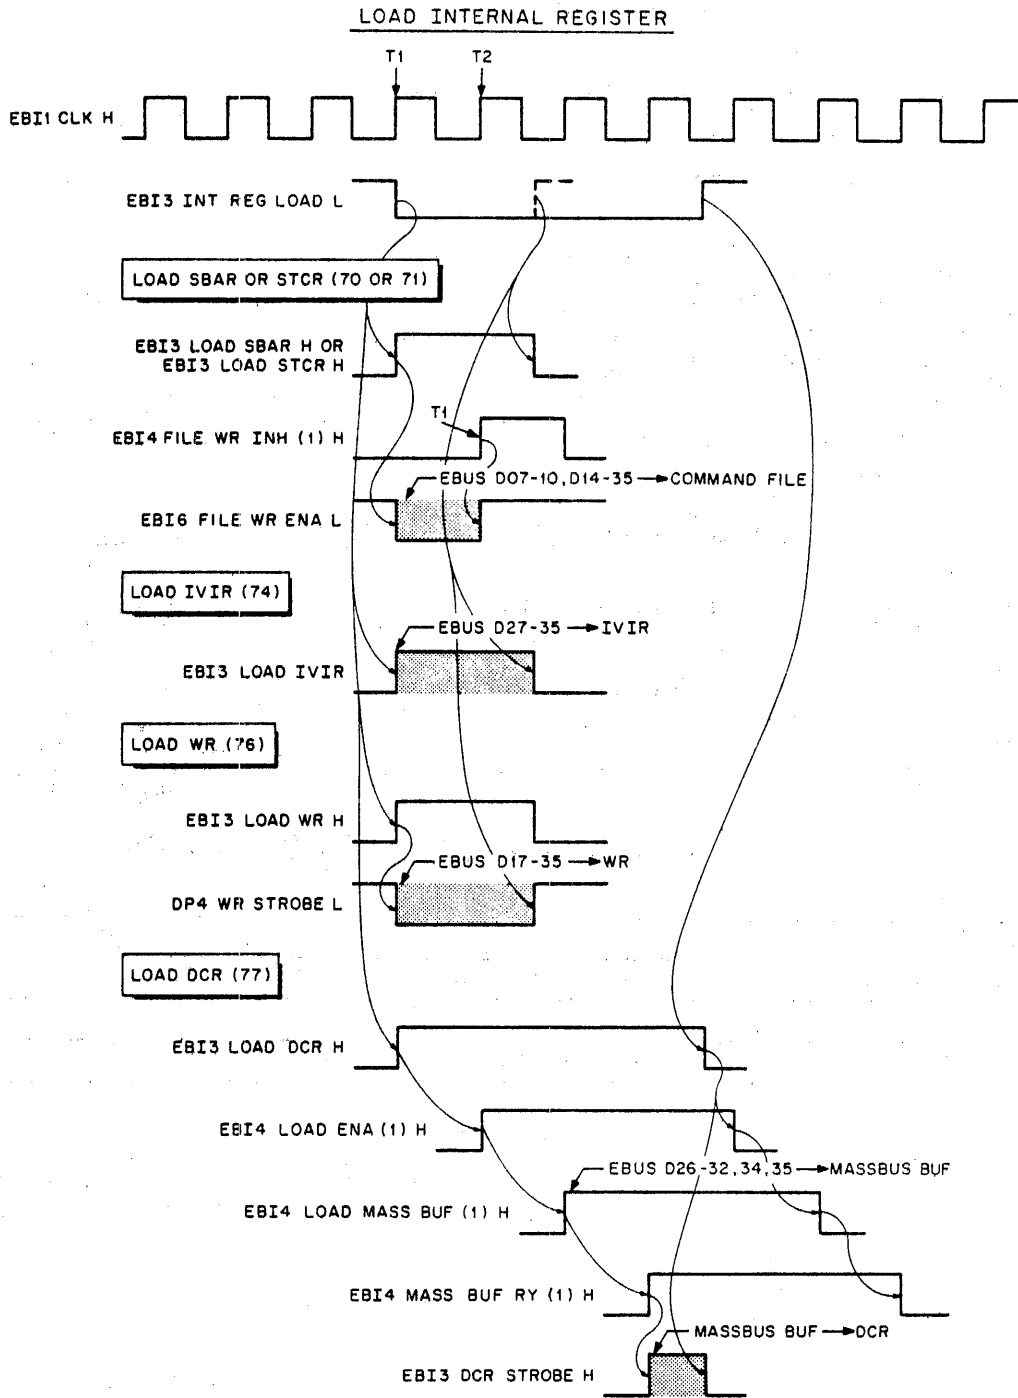 LOAD INTERNAL REGISTER
T1 T2
EBI1 CLK H
EBI3 INT REG LOAD L
LOAD SBAR OR STCR (70 OR 71)
EBI3 LOAD SBAR H OR
EBI3 LOAD STCR H
T1
EBI4 FILE WR INH (1) H
EBUS D07-10, D14-35 → COMMAND FILE
EBI6 FILE WR ENA L
LOAD IVIR (74)
EBUS D27-35 → IVIR
EBI3 LOAD IVIR
LOAD WR (76)
EBI3 LOAD WR H
EBUS D17-35 → WR
DP4 WR STROBE L
LOAD DCR (77)
EBI3 LOAD DCR H
EBI4 LOAD ENA (1) H
EBUS D26-32, 34, 35 → MASSBUS BUF
EBI4 LOAD MASS BUF (1) H
EBI4 MASS BUF RY (1) H
MASSBUS BUF → DCR
EBI3 DCR STROBE H